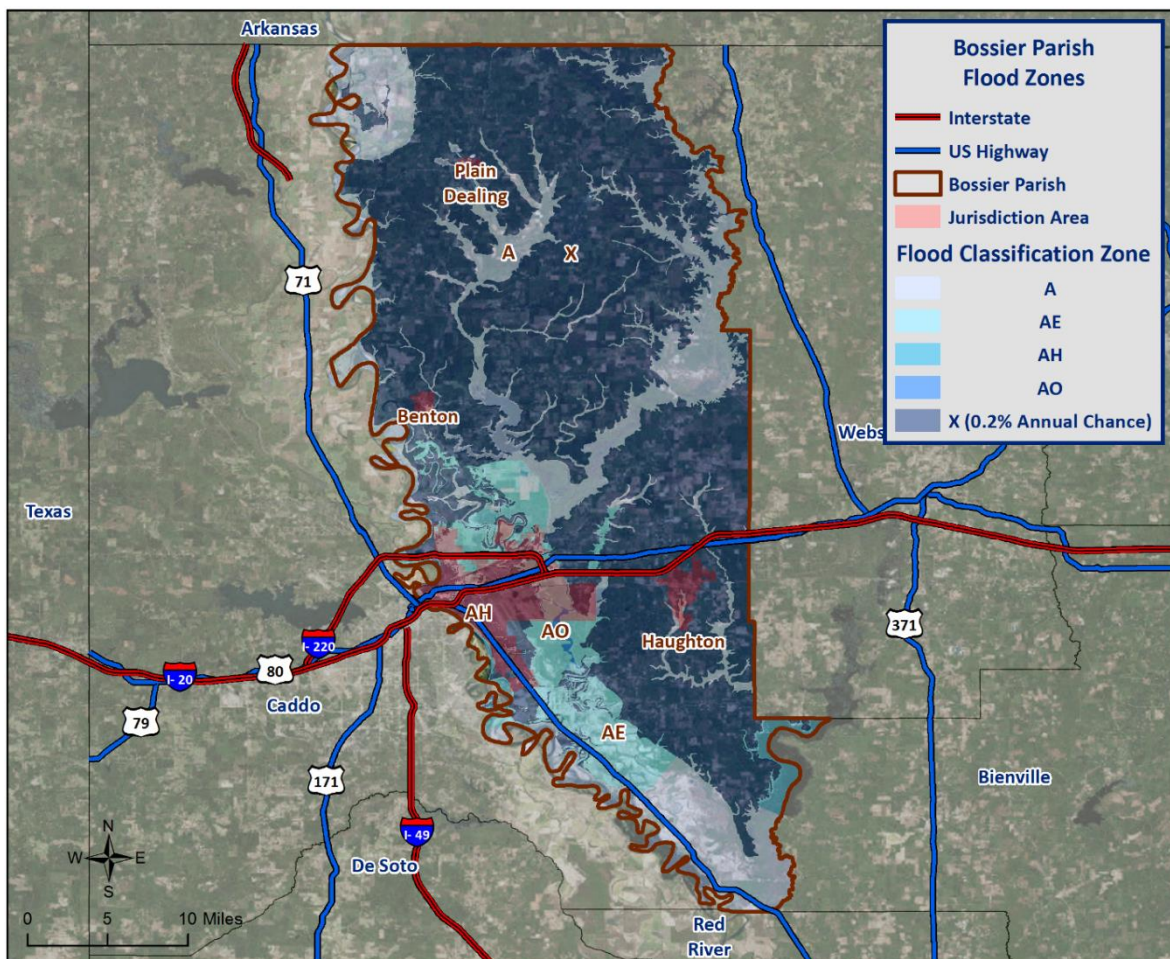 Arkansas
Bossier Parish
Flood Zones
Interstate
US Highway
Bossier Parish
Jurisdiction Area
Flood Classification Zone
A
AE
AH
AO
X (0.2% Annual Chance)
Plain
Dealing
A
X
71
Benton
Webs
Texas
AH
AO
Haughton
371
I- 220
80
I- 20
Caddo
79
AE
171
Bienville
I- 49
De Soto
N
W
E
S
0
5
10 Miles
Red
River